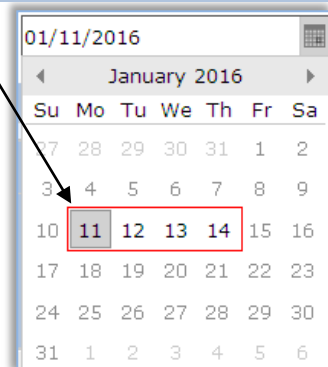 01/11/2016
January 2016
Su Mo Tu We Th Fr Sa
27 28 29 30 31 1 2
3 4 5 6 7 8 9
10 11 12 13 14 15 16
17 18 19 20 21 22 23
24 25 26 27 28 29 30
31 1 2 3 4 5 6